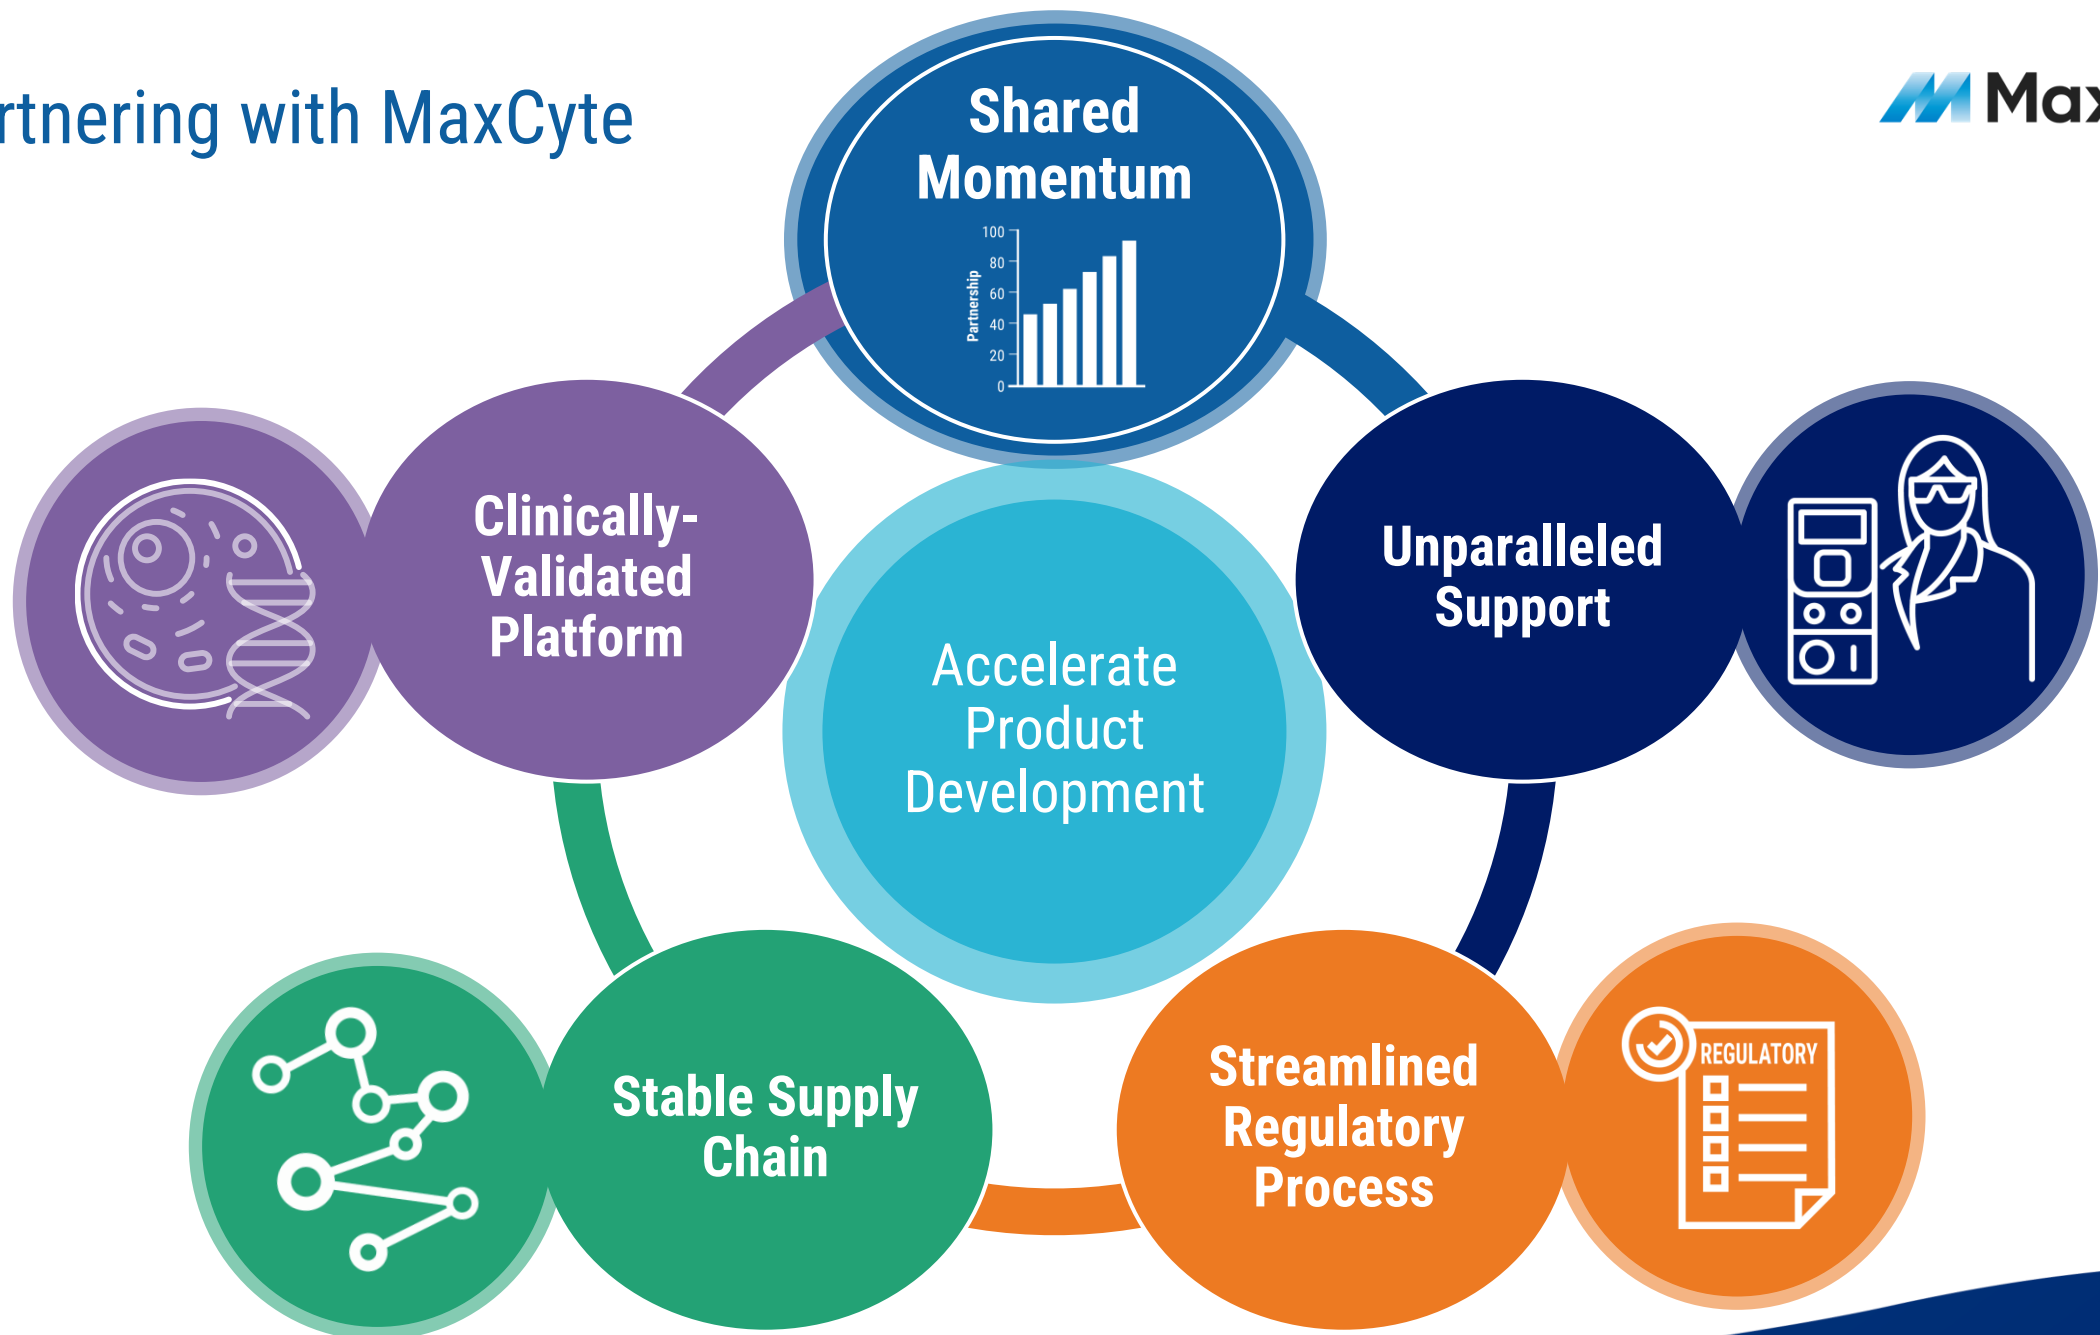 rtnering with MaxCyte
Max
Shared
Momentum
100
80
60
40
20
0
Partnership
Clinically-
Validated
Platform
Unparalleled
Support
Accelerate
Product
Development
Stable Supply
Chain
Streamlined
Regulatory
Process
REGULATORY